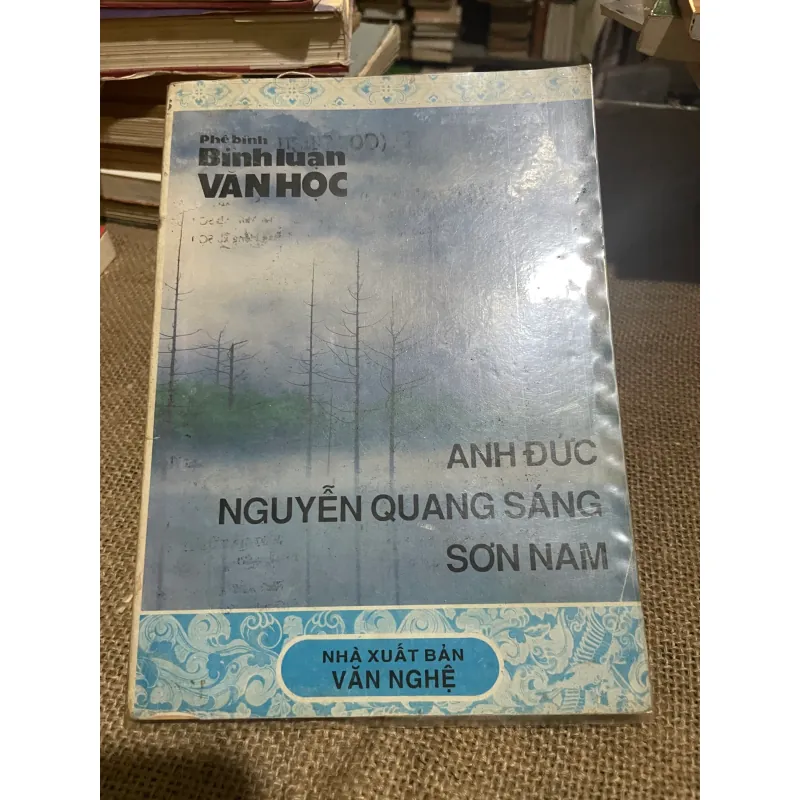 Phê bình
Bình luận
VĂN HỌC
ANH ĐỨC
NGUYỄN QUANG SÁNG
SƠN NAM
NHÀ XUẤT BẢN
VĂN NGHỆ